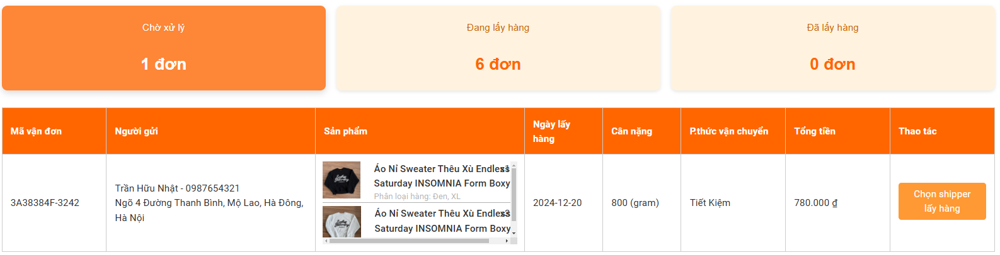 Chờ xử lý
1 đơn
Đang lấy hàng
6 đơn
Đã lấy hàng
0 đơn
Mã vận đơn
Người gửi
Sản phẩm
Ngày lấy
hàng
Cân nặng
P.thức vận chuyển
Tổng tiền
Thao tác
3A38384F-3242
Trần Hữu Nhật - 0987654321
Ngõ 4 Đường Thanh Bình, Mộ Lao, Hà Đông,
Hà Nội
Áo Nỉ Sweater Thêu Xù Endless x1
Saturday INSOMNIA Form Boxy
Phân loại hàng: Đen, XL
Áo Nỉ Sweater Thêu Xù Endless x3
Saturday INSOMNIA Form Boxy
2024-12-20
800 (gram)
Tiết Kiệm
780.000 ₫
Chọn shipper
lấy hàng